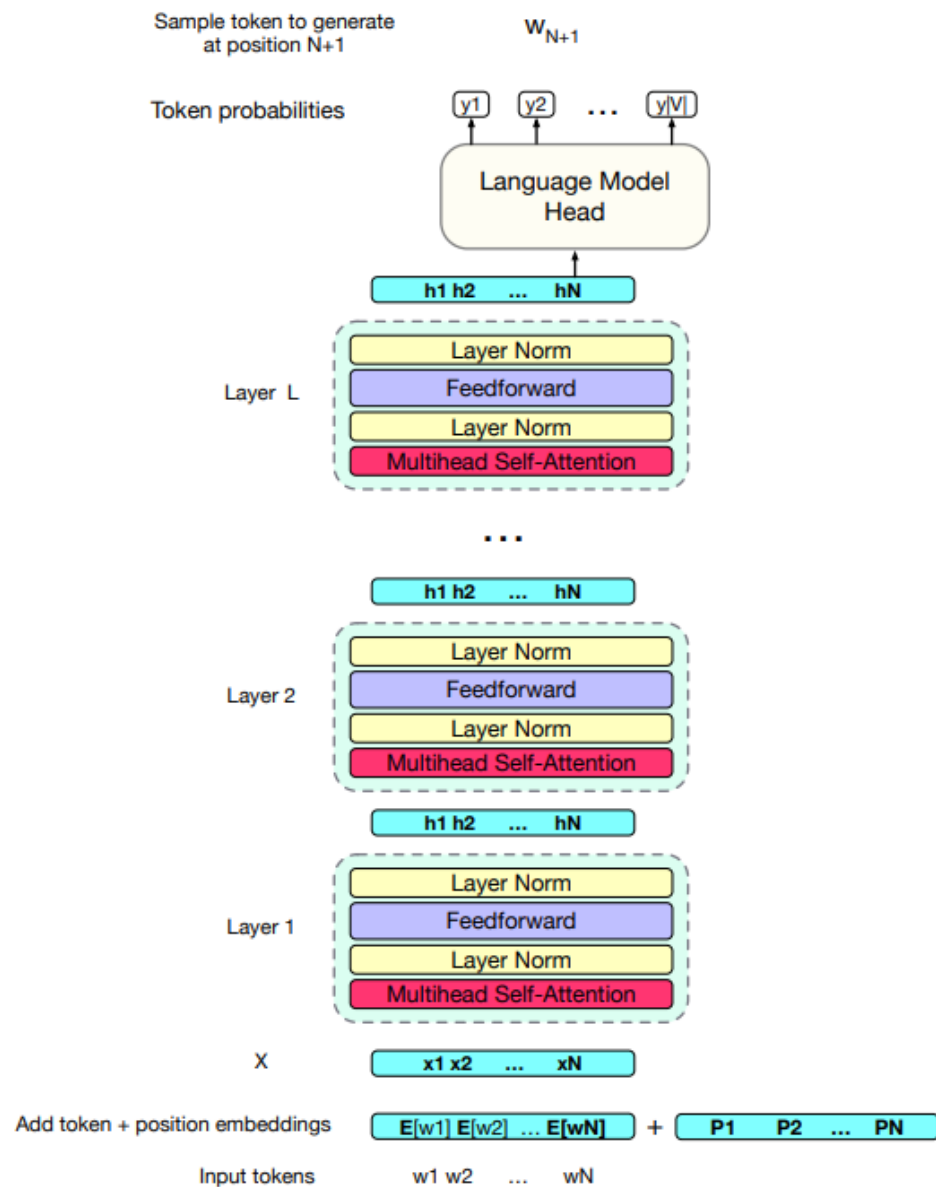 Sample token to generate
at position N+1
w_{N+1}
Token probabilities
y1 y2 ... y|V|
Language Model
Head
h1 h2 ... hN
Layer L
Layer Norm
Feedforward
Layer Norm
Multihead Self-Attention
...
h1 h2 ... hN
Layer 2
Layer Norm
Feedforward
Layer Norm
Multihead Self-Attention
h1 h2 ... hN
Layer 1
Layer Norm
Feedforward
Layer Norm
Multihead Self-Attention
X x1 x2 ... xN
Add token + position embeddings E[w1] E[w2] ... E[wN] + P1 P2 ... PN
Input tokens w1 w2 ... wN